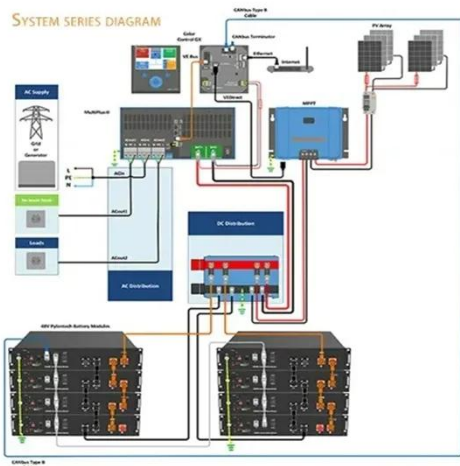 SYSTEM SERIES DIAGRAM
CANbus Type B
Cable
PV Array
Color
Control GX
CANbus Terminator
VE.Bus
Ethernet
Internet
AC Supply
VE.Direct
MultiPlus-II
MPPT
Grid
or
Generator
L
PE
N
ACin
DC Distribution
ACout1
Loads
ACout2
AC Distribution
48V Pylontech Battery Modules
CANbus Type B